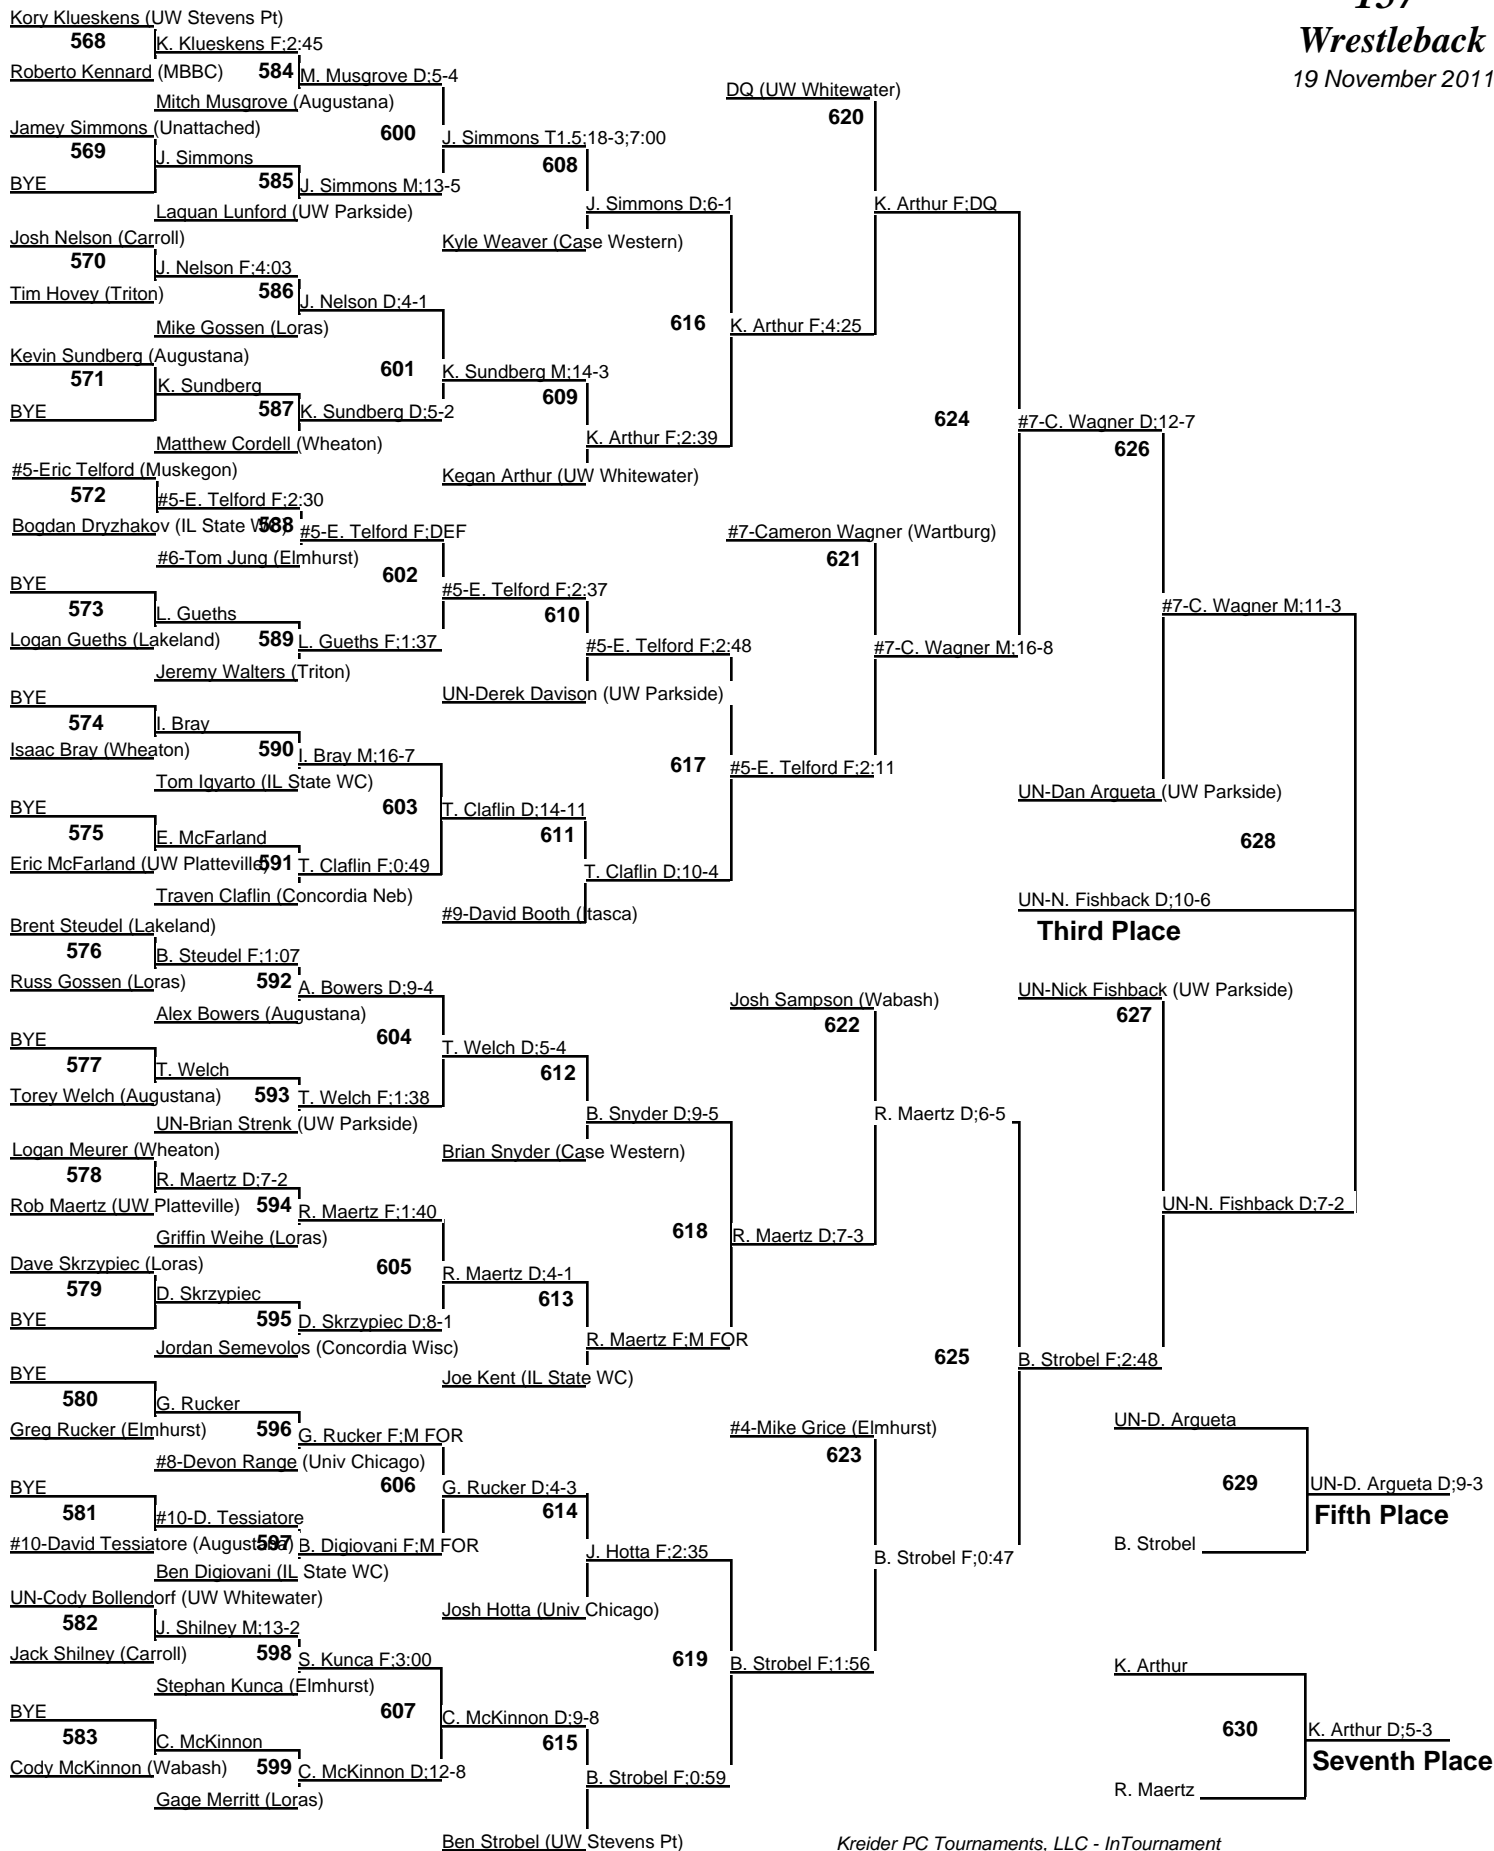 Wrestleback
19 November 2011
Kory Klueskens (UW Stevens Pt)
568
K. Klueskens F;2:45
Roberto Kennard (MBBC)
584
M. Musgrove D;5-4
Mitch Musgrove (Augustana)
600
Jamey Simmons (Unattached)
569
J. Simmons
BYE
585
J. Simmons M;13-5
Laquan Lunford (UW Parkside)
J. Simmons T1.5;18-3;7:00
608
J. Simmons D;6-1
Kyle Weaver (Case Western)
DQ (UW Whitewater)
620
K. Arthur F;DQ
Josh Nelson (Carroll)
570
J. Nelson F;4:03
Tim Hovey (Triton)
586
J. Nelson D;4-1
Mike Gossen (Loras)
616
K. Arthur F;4:25
Kevin Sundberg (Augustana)
571
K. Sundberg
601
K. Sundberg M;14-3
BYE
587
K. Sundberg D;5-2
609
Matthew Cordell (Wheaton)
K. Arthur F;2:39
Kegan Arthur (UW Whitewater)
624
#7-C. Wagner D;12-7
626
#5-Eric Telford (Muskegon)
572
#5-E. Telford F;2:30
Bogdan Dryzhakov (IL State WC)
588
#5-E. Telford F;DEF
#6-Tom Jung (Elmhurst)
602
#7-Cameron Wagner (Wartburg)
621
BYE
573
L. Gueths
Logan Gueths (Lakeland)
589
L. Gueths F;1:37
Jeremy Walters (Triton)
#5-E. Telford F;2:37
610
#5-E. Telford F;2:48
UN-Derek Davison (UW Parkside)
#7-C. Wagner M;16-8
#7-C. Wagner M;11-3
BYE
574
I. Bray
Isaac Bray (Wheaton)
590
I. Bray M;16-7
Tom Igyarto (IL State WC)
617
#5-E. Telford F;2:11
603
T. Claflin D;14-11
611
UN-Dan Argueta (UW Parkside)
628
BYE
575
E. McFarland
Eric McFarland (UW Platteville)
591
T. Claflin F;0:49
Traven Claflin (Concordia Neb)
T. Claflin D;10-4
#9-David Booth (Itasca)
UN-N. Fishback D;10-6
Third Place
Brent Steudel (Lakeland)
576
B. Steudel F;1:07
Russ Gossen (Loras)
592
A. Bowers D;9-4
Alex Bowers (Augustana)
604
Josh Sampson (Wabash)
622
UN-Nick Fishback (UW Parkside)
627
BYE
577
T. Welch
Torey Welch (Augustana)
593
T. Welch F;1:38
UN-Brian Strenk (UW Parkside)
T. Welch D;5-4
612
B. Snyder D;9-5
Brian Snyder (Case Western)
R. Maertz D;6-5
Logan Meurer (Wheaton)
578
R. Maertz D;7-2
Rob Maertz (UW Platteville)
594
R. Maertz F;1:40
Griffin Weihe (Loras)
618
R. Maertz D;7-3
UN-N. Fishback D;7-2
Dave Skrzypiec (Loras)
579
D. Skrzypiec
BYE
605
R. Maertz D;4-1
613
595
D. Skrzypiec D;8-1
Jordan Semevolos (Concordia Wisc)
R. Maertz F;M FOR
Joe Kent (IL State WC)
625
B. Strobel F;2:48
BYE
580
G. Rucker
Greg Rucker (Elmhurst)
596
G. Rucker F;M FOR
#8-Devon Range (Univ Chicago)
606
#4-Mike Grice (Elmhurst)
623
UN-D. Argueta
629
UN-D. Argueta D;9-3
Fifth Place
B. Strobel
BYE
581
#10-D. Tessiatore
#10-David Tessiatore (Augustana)
597
B. Digiovani F;M FOR
Ben Digiovani (IL State WC)
G. Rucker D;4-3
614
J. Hotta F;2:35
Josh Hotta (Univ Chicago)
B. Strobel F;0:47
UN-Cody Bollendorf (UW Whitewater)
582
J. Shilney M;13-2
Jack Shilney (Carroll)
598
S. Kunca F;3:00
Stephan Kunca (Elmhurst)
619
B. Strobel F;1:56
K. Arthur
BYE
583
C. McKinnon
607
C. McKinnon D;9-8
615
Cody McKinnon (Wabash)
599
C. McKinnon D;12-8
Gage Merritt (Loras)
B. Strobel F;0:59
Ben Strobel (UW Stevens Pt)
630
K. Arthur D;5-3
Seventh Place
R. Maertz
Kreider PC Tournaments, LLC - InTournament